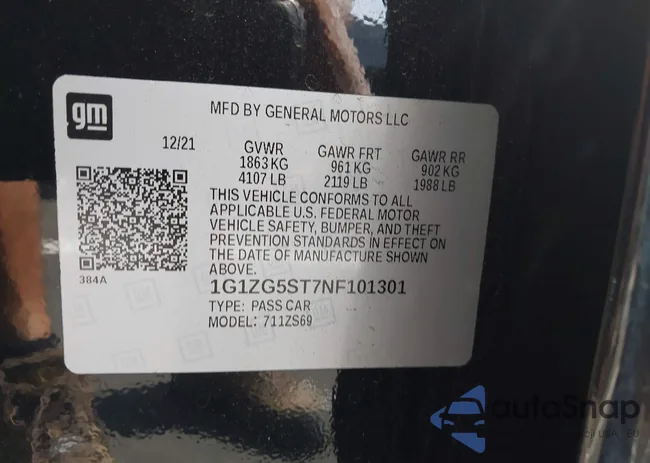 gm
MFD BY GENERAL MOTORS LLC
12/21 GVWR GAWR FRT GAWR RR
1863 KG 961 KG 902 KG
4107 LB 2119 LB 1988 LB
THIS VEHICLE CONFORMS TO ALL
APPLICABLE U.S. FEDERAL MOTOR
VEHICLE SAFETY, BUMPER, AND THEFT
PREVENTION STANDARDS IN EFFECT ON
THE DATE OF MANUFACTURE SHOWN
ABOVE.
384A
1G1ZG5ST7NF101301
TYPE: PASS CAR
MODEL: 711ZS69
autoSnap